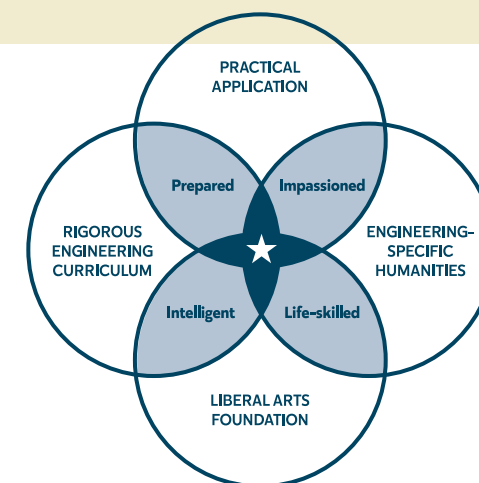 PRACTICAL
APPLICATION
Prepared
Impassioned
RIGOROUS
ENGINEERING
CURRICULUM
ENGINEERING-
SPECIFIC
HUMANITIES
Intelligent
Life-skilled
LIBERAL ARTS
FOUNDATION